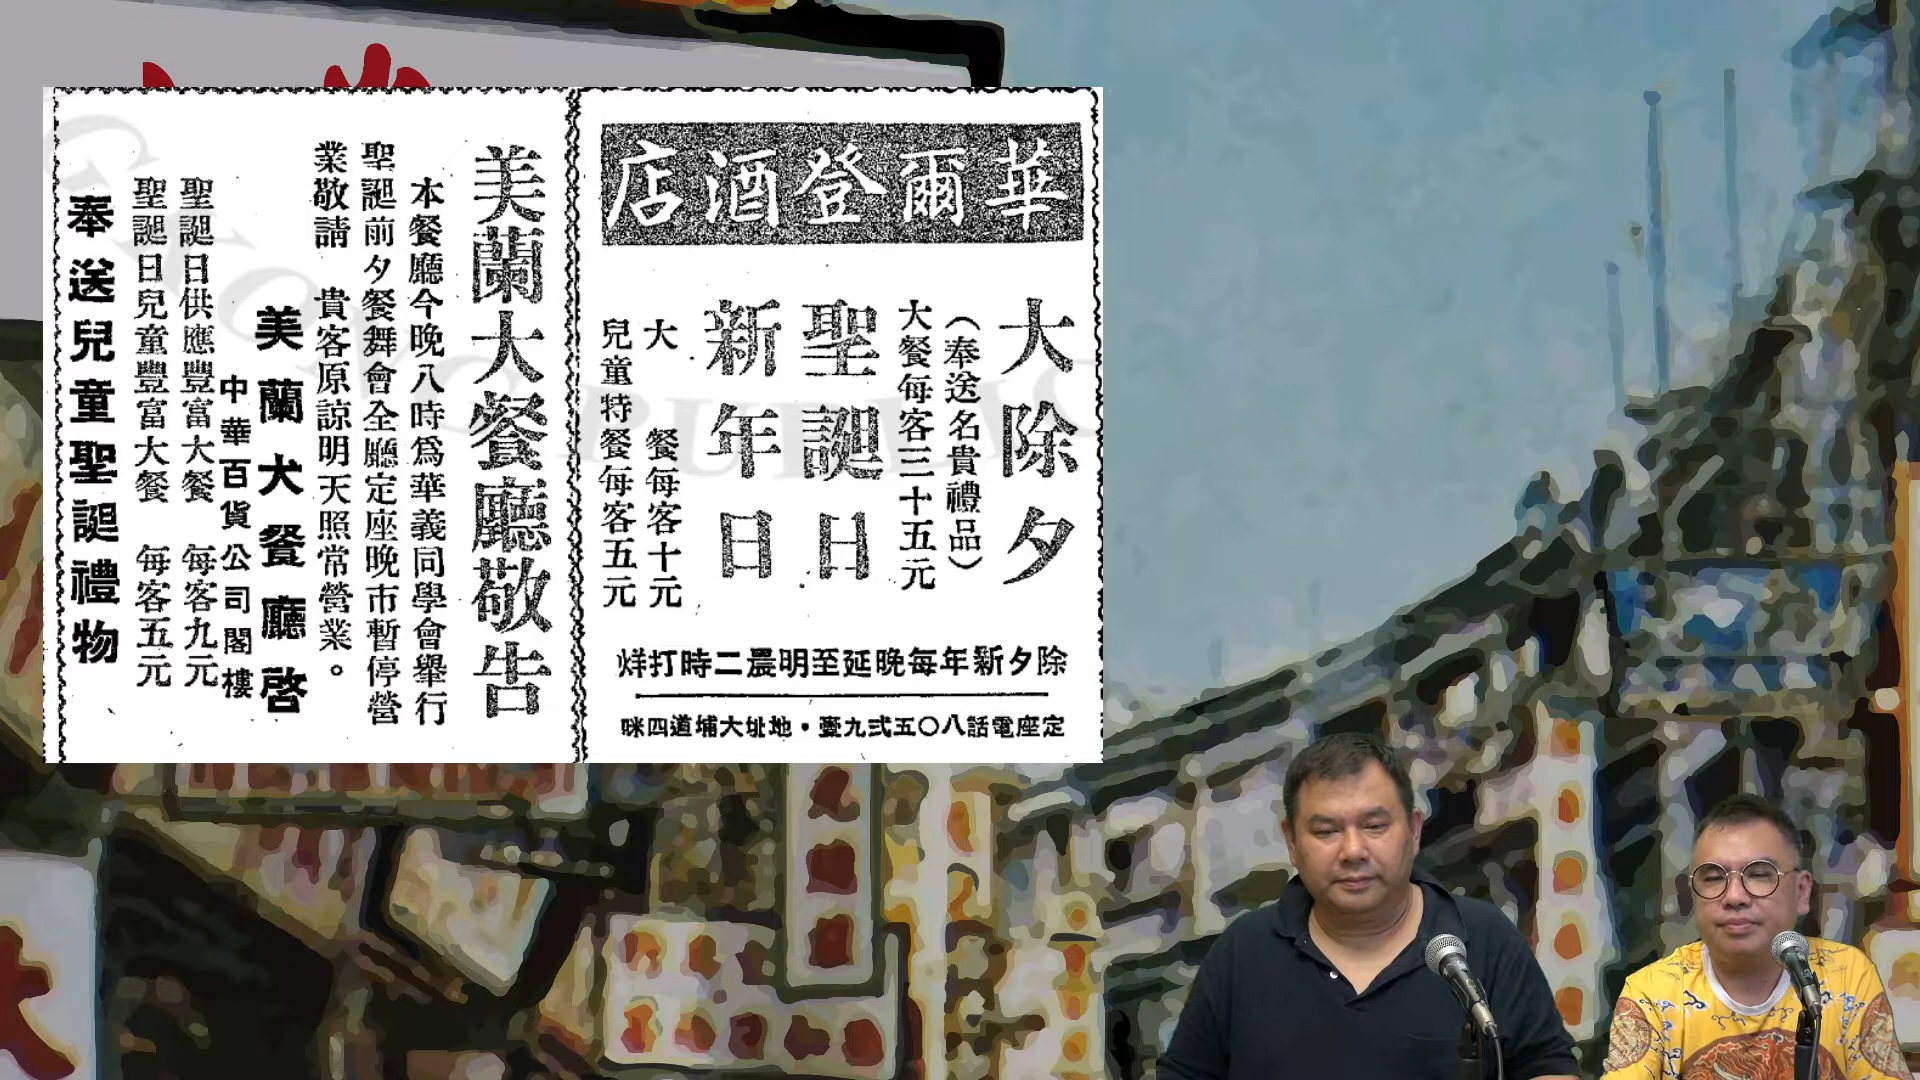 華爾登酒店
大除夕
（奉送名貴禮品）
大餐每客三十五元
聖誕日
新年日
大　餐每客十元
兒童特餐每客五元
除夕新年每晚延至明晨二時打烊
定座電話八〇五弍九壹・地址大埔道四咪
美蘭大餐廳敬告
本餐廳今晚八時爲華義同學會舉行
聖誕前夕餐舞會全廳定座晚市暫停營
業敬請　貴客原諒明天照常營業。
美蘭大餐廳啓
中華百貨公司閣樓
聖誕日供應豐富大餐　每客九元
聖誕日兒童豐富大餐　每客五元
奉送兒童聖誕禮物